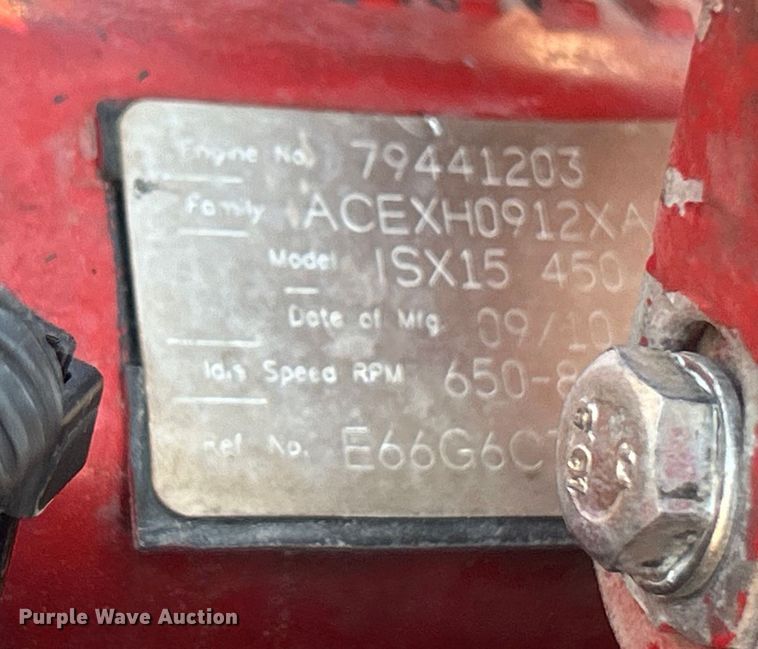 Engine No. 79441203
Family ACEXH0912XA
Model ISX15 450
Date of Mfg. 09/10
Idle Speed RPM 650-8
Ref No. E66G6C
Purple Wave Auction